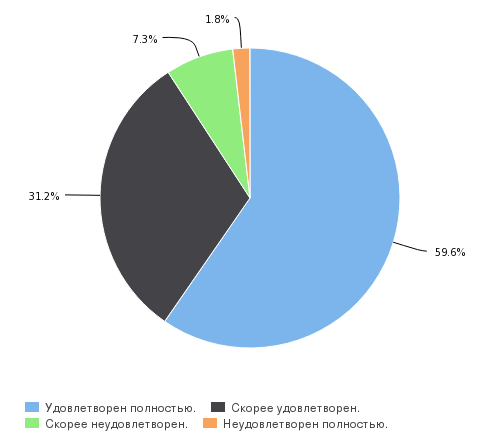 1.8%
7.3%
31.2%
59.6%
Удовлетворен полностью. Скорее удовлетворен.
Скорее неудовлетворен. Неудовлетворен полностью.